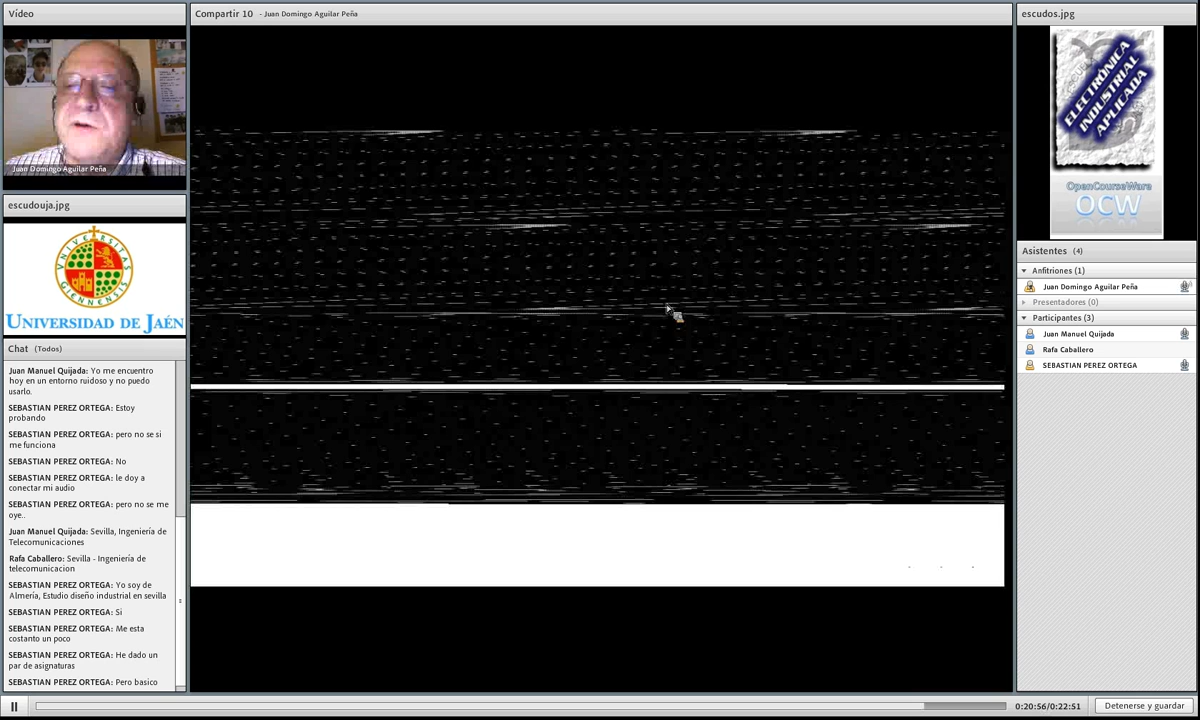 Vídeo
Juan Domingo Aguilar Peña
escudouja.jpg
UNIVERSITAS
GIENNENSIS
UNIVERSIDAD DE JAÉN
Chat (Todos)
Juan Manuel Quijada: Yo me encuentro
hoy en un entorno ruidoso y no puedo
usarlo.
SEBASTIAN PEREZ ORTEGA: Estoy
probando
SEBASTIAN PEREZ ORTEGA: pero no se si
me funciona
SEBASTIAN PEREZ ORTEGA: No
SEBASTIAN PEREZ ORTEGA: le doy a
conectar mi audio
SEBASTIAN PEREZ ORTEGA: pero no se me
oye..
Juan Manuel Quijada: Sevilla, Ingeniería de
Telecomunicaciones
Rafa Caballero: Sevilla - Ingeniería de
telecomunicacion
SEBASTIAN PEREZ ORTEGA: Yo soy de
Almería, Estudio diseño industrial en sevilla
SEBASTIAN PEREZ ORTEGA: Si
SEBASTIAN PEREZ ORTEGA: Me esta
costanto un poco
SEBASTIAN PEREZ ORTEGA: He dado un
par de asignaturas
SEBASTIAN PEREZ ORTEGA: Pero basico
Compartir 10 - Juan Domingo Aguilar Peña
escudos.jpg
ELECTRÓNICA
INDUSTRIAL
APLICADA
OpenCourseWare
OCW
Asistentes (4)
Anfitriones (1)
Juan Domingo Aguilar Peña
Presentadores (0)
Participantes (3)
Juan Manuel Quijada
Rafa Caballero
SEBASTIAN PEREZ ORTEGA
0:20:56/0:22:51
Detenerse y guardar